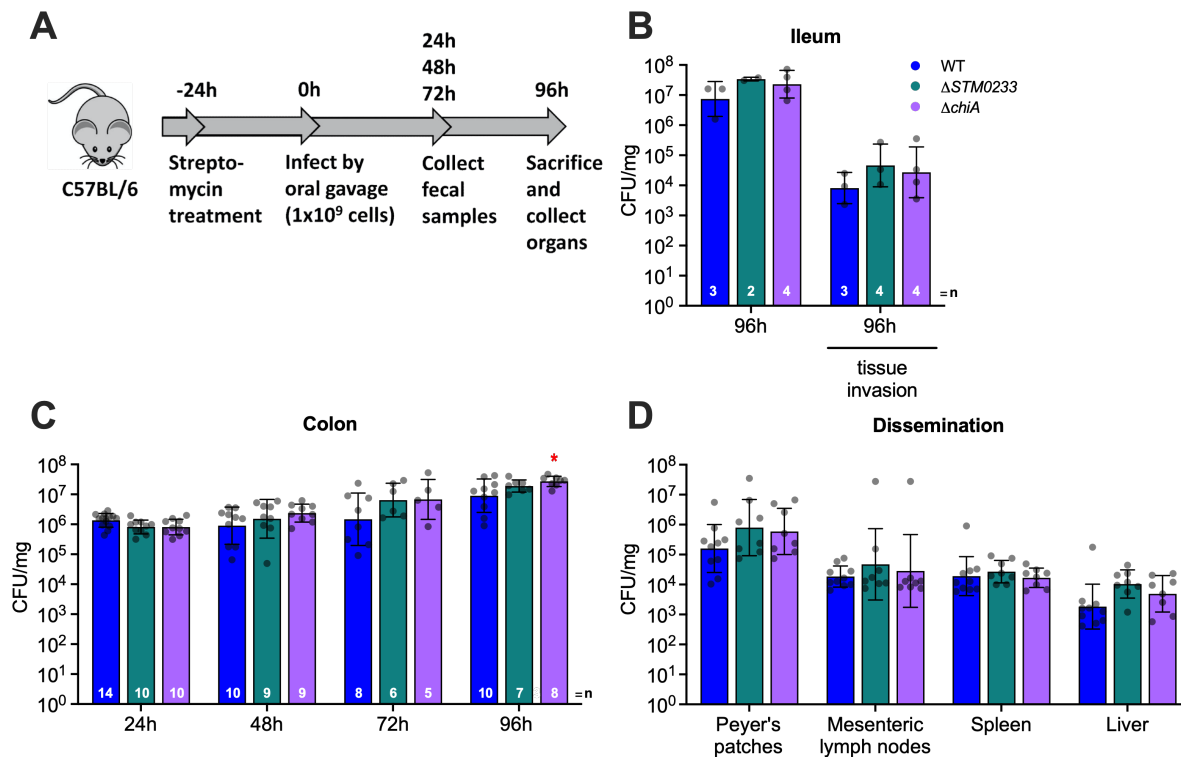 A
24h
48h
-24h 0h 72h 96h
C57BL/6
Strepto-
mycin
treatment
Infect by
oral gavage
(1x10⁹ cells)
Collect
fecal
samples
Sacrifice
and
collect
organs
B
Ileum
WT
ΔSTM0233
ΔchiA
CFU/mg
10⁸
10⁷
10⁶
10⁵
10⁴
10³
10²
10¹
10⁰
3 2 4 3 4 4 = n
96h 96h
tissue
invasion
C
Colon
CFU/mg
10⁸
10⁷
10⁶
10⁵
10⁴
10³
10²
10¹
10⁰
*
14 10 10 10 9 9 8 6 5 10 7 8 = n
24h 48h 72h 96h
D
Dissemination
CFU/mg
10⁸
10⁷
10⁶
10⁵
10⁴
10³
10²
10¹
10⁰
Peyer's
patches
Mesenteric
lymph nodes
Spleen
Liver